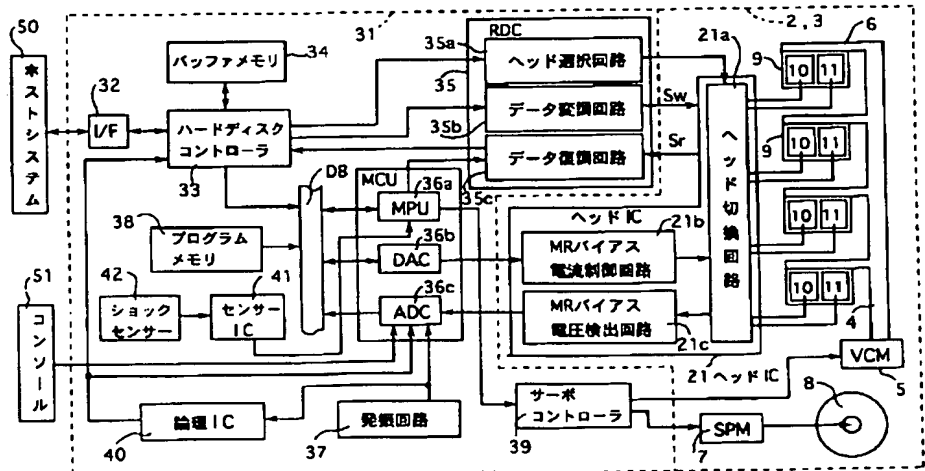 50
ホストシステム
32
I/F
34
バッファメモリ
ハードディスク
コントローラ
33
31
RDC
35a
ヘッド選択回路
35
データ変調回路
35b
データ復調回路
35c
Sw
Sr
2, 3
21a
ヘッド切換回路
6
9
10
11
9
10
11
10
11
10
11
4
VCM
5
8
DB
MCU
36a
MPU
36b
DAC
36c
ADC
38
プログラム
メモリ
42
ショック
センサー
41
センサー
IC
51
コンソール
ヘッド IC
21b
MRバイアス
電流制御回路
MRバイアス
電圧検出回路
21c
21 ヘッド IC
論理 IC
40
発振回路
37
サーボ
コントローラ
39
SPM
7